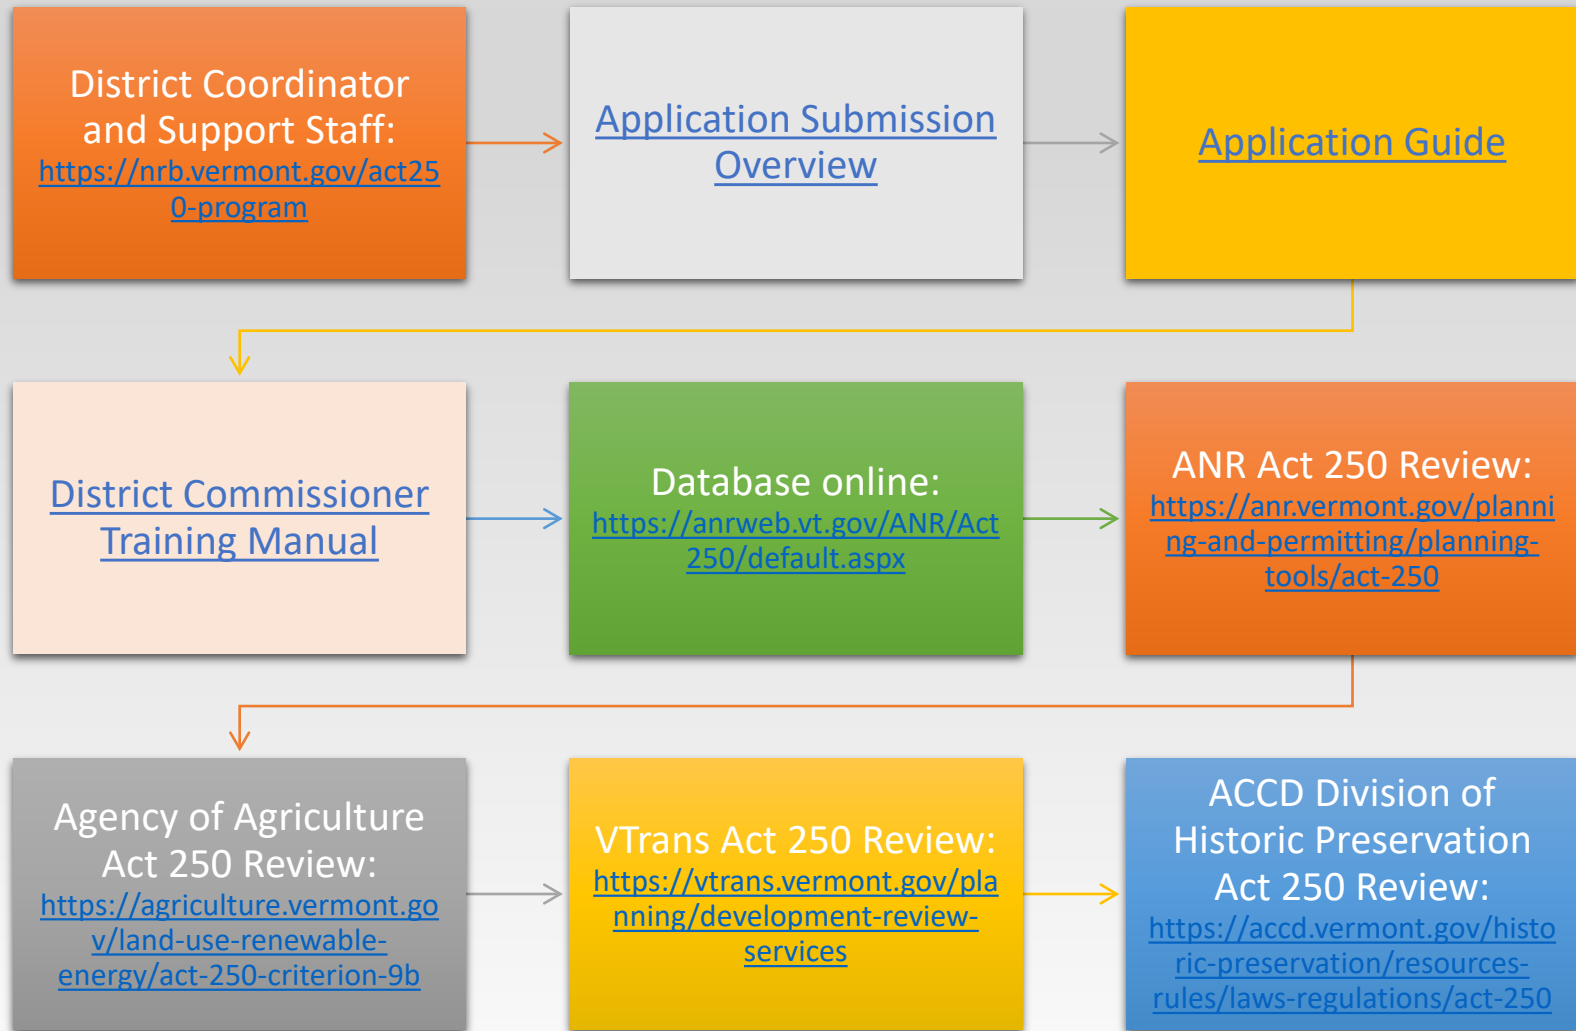 District Coordinator
and Support Staff:
https://nrb.vermont.gov/act25
0-program
Application Submission
Overview
Application Guide
District Commissioner
Training Manual
Database online:
https://anrweb.vt.gov/ANR/Act
250/default.aspx
ANR Act 250 Review:
https://anr.vermont.gov/planni
ng-and-permitting/planning-
tools/act-250
Agency of Agriculture
Act 250 Review:
https://agriculture.vermont.go
v/land-use-renewable-
energy/act-250-criterion-9b
VTrans Act 250 Review:
https://vtrans.vermont.gov/pla
nning/development-review-
services
ACCD Division of
Historic Preservation
Act 250 Review:
https://accd.vermont.gov/histo
ric-preservation/resources-
rules/laws-regulations/act-250